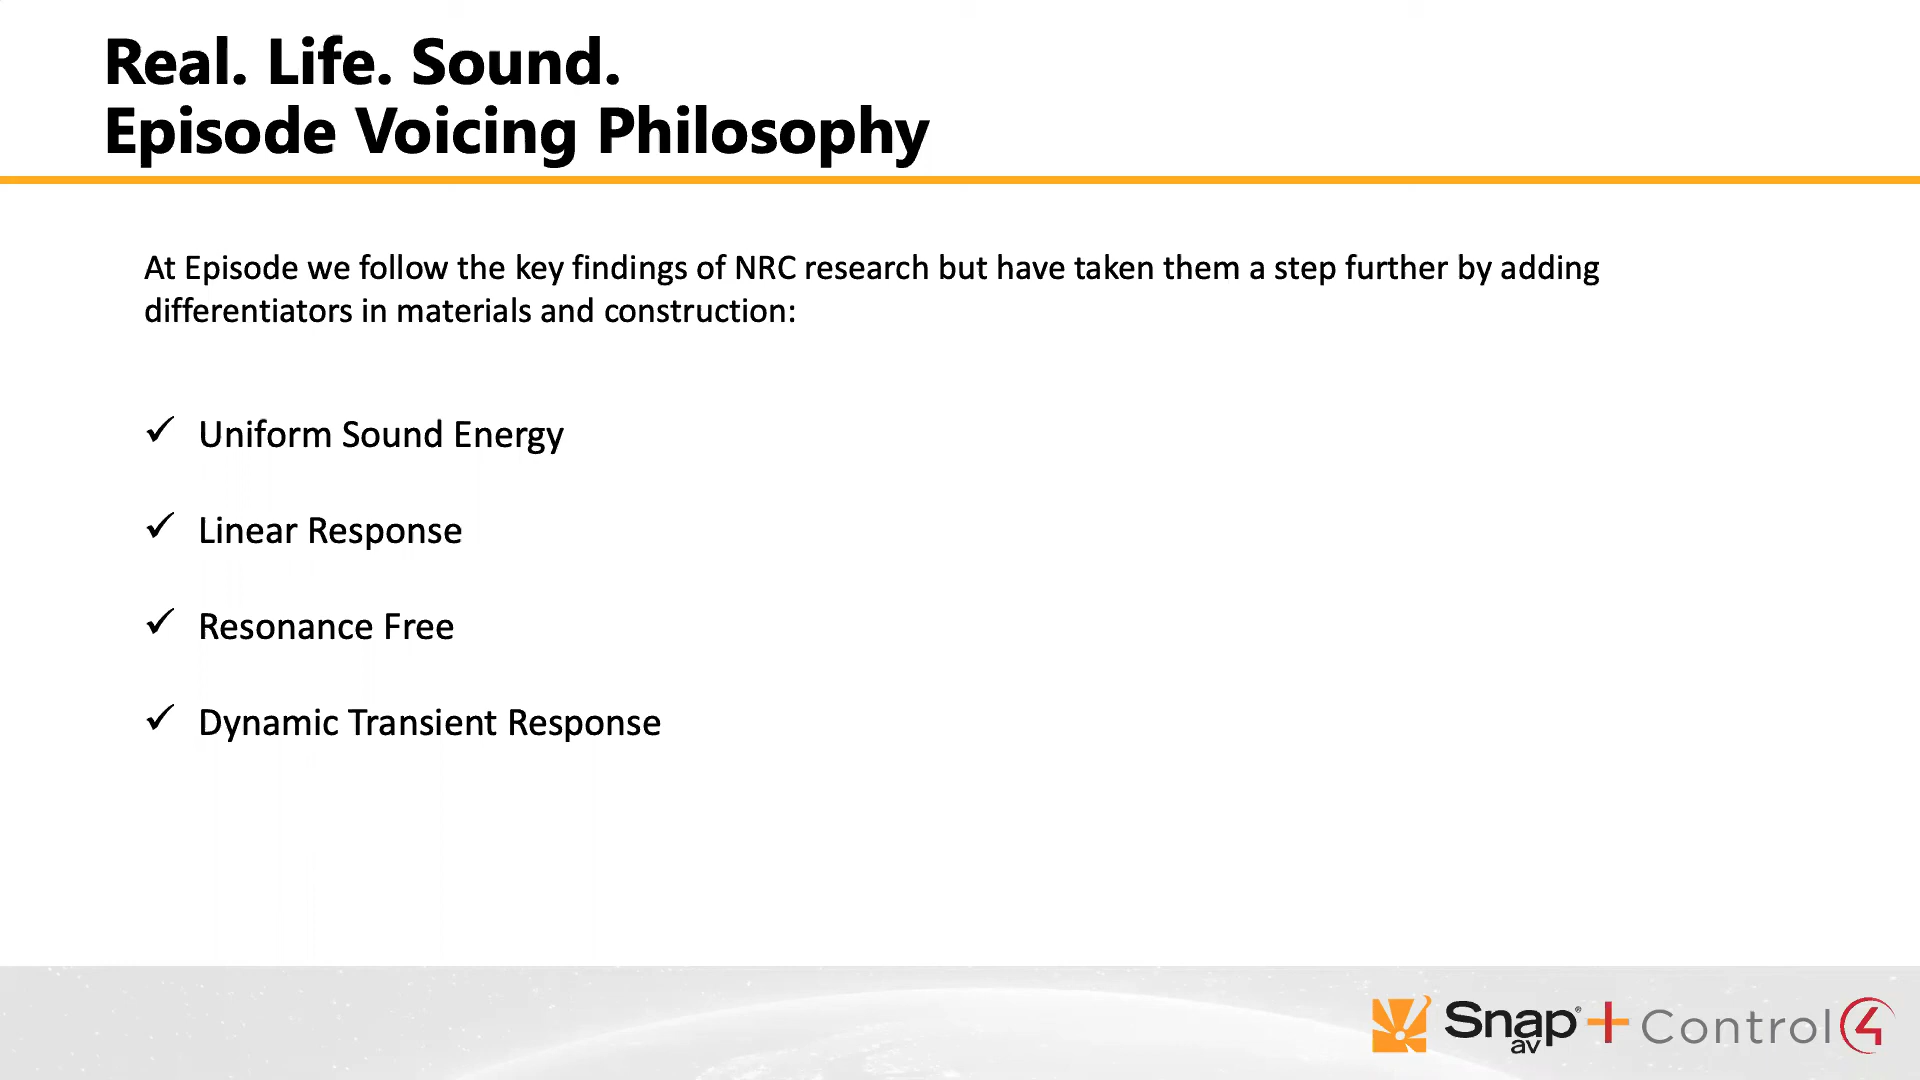 Real. Life. Sound.
Episode Voicing Philosophy
At Episode we follow the key findings of NRC research but have taken them a step further by adding
differentiators in materials and construction:
✓ Uniform Sound Energy
✓ Linear Response
✓ Resonance Free
✓ Dynamic Transient Response
Snap® + Control4
av